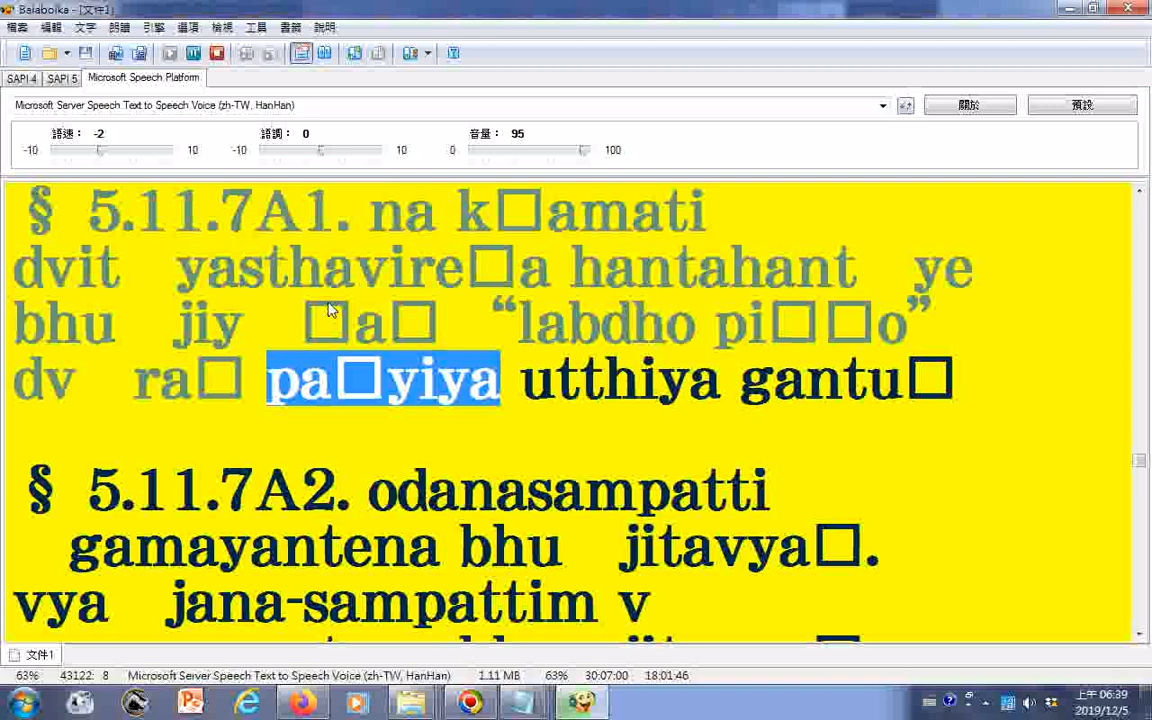 Balabolka - [文件1]
檔案 編輯 文字 朗讀 引擎 選項 檢視 工具 書籤 說明
SAPI 4 SAPI 5 Microsoft Speech Platform
Microsoft Server Speech Text to Speech Voice (zh-TW, HanHan) 關於 預設
語速： -2 語調： 0 音量： 95
-10 10 -10 10 0 100
§ 5.11.7A1. na k□amati
dvit yasthavire□a hantahant ye
bhu jiy □a□ “labdho pi□□o”
dv ra□ pa□yiya utthiya gantu□
§ 5.11.7A2. odanasampatti
gamayantena bhu jitavya□.
vya jana-sampattim v
文件1
63% 43122: 8 Microsoft Server Speech Text to Speech Voice (zh-TW, HanHan) 1.11 MB 63% 30:07:00 18:01:46
上午 06:39
2019/12/5